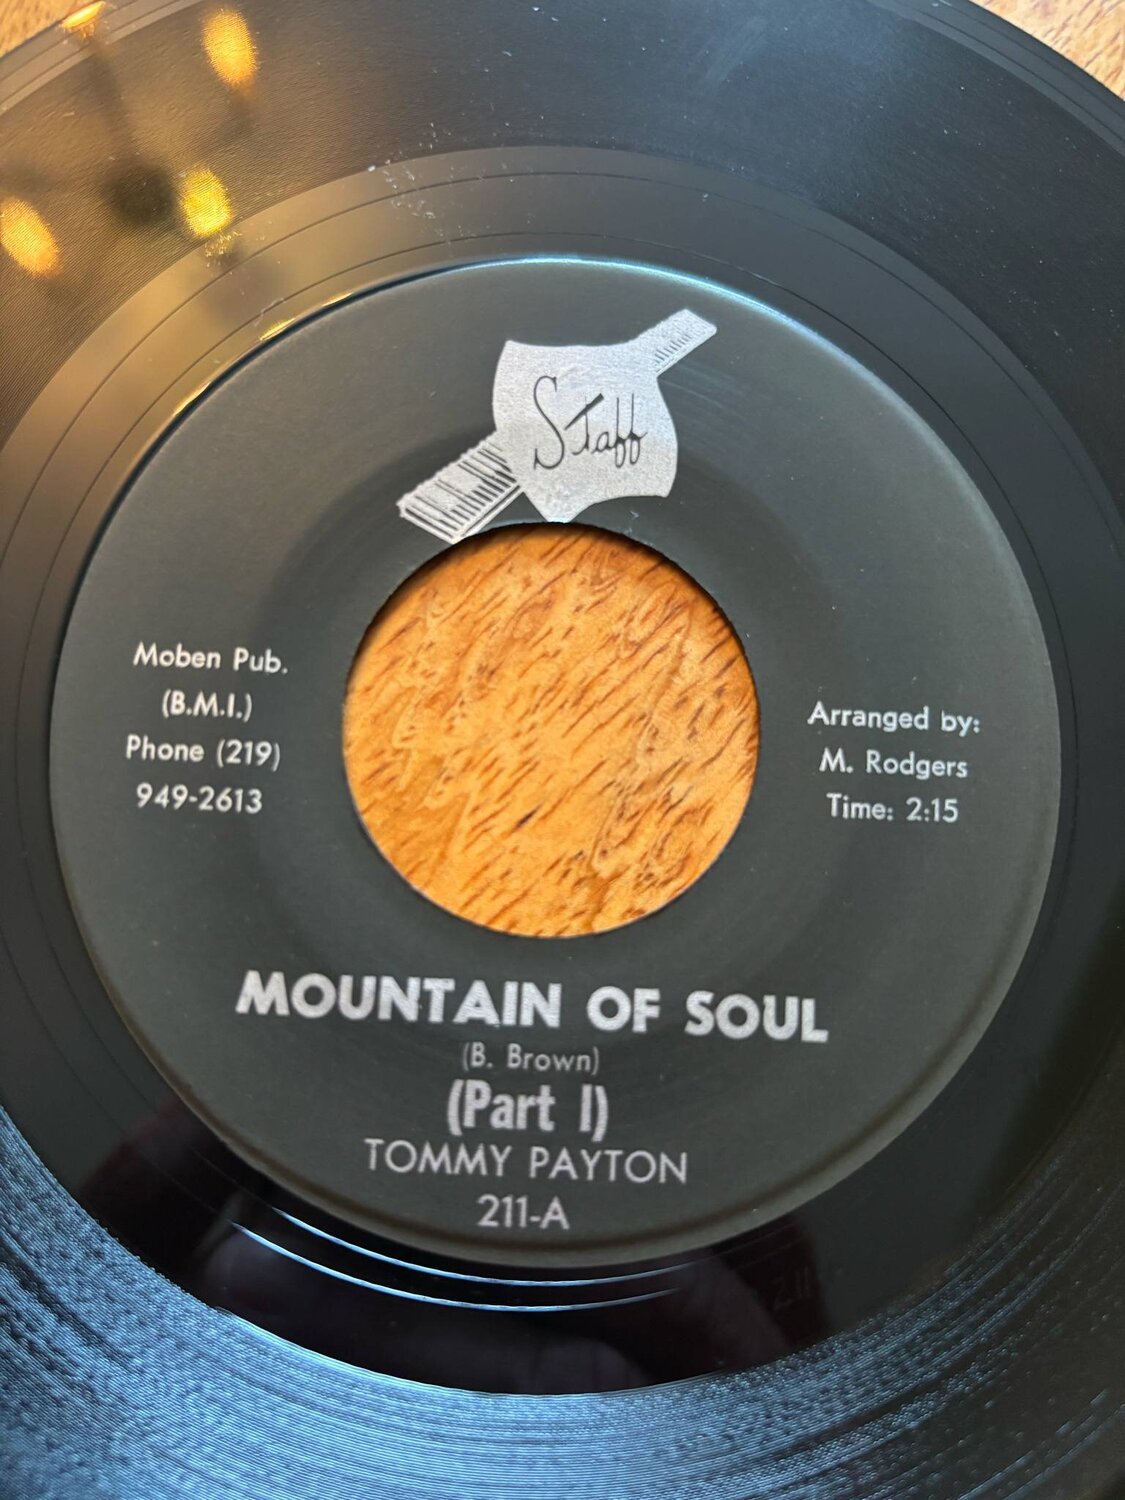 Staff
Moben Pub.
(B.M.I.)
Phone (219)
949-2613
Arranged by:
M. Rodgers
Time: 2:15
MOUNTAIN OF SOUL
(B. Brown)
(Part I)
TOMMY PAYTON
211-A